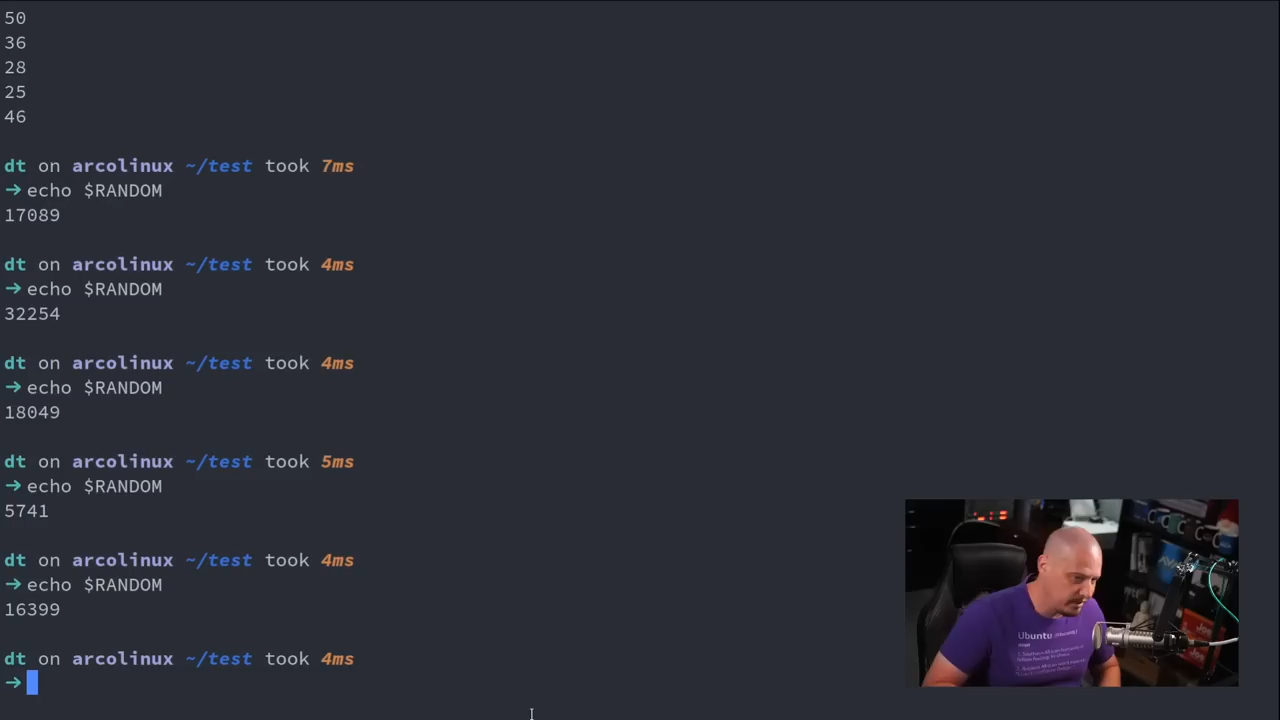 50
36
28
25
46
dt on arcolinux ~/test took 7ms
➜ echo $RANDOM
17089
dt on arcolinux ~/test took 4ms
➜ echo $RANDOM
32254
dt on arcolinux ~/test took 4ms
➜ echo $RANDOM
18049
dt on arcolinux ~/test took 5ms
➜ echo $RANDOM
5741
dt on arcolinux ~/test took 4ms
➜ echo $RANDOM
16399
dt on arcolinux ~/test took 4ms
➜
Ubuntu